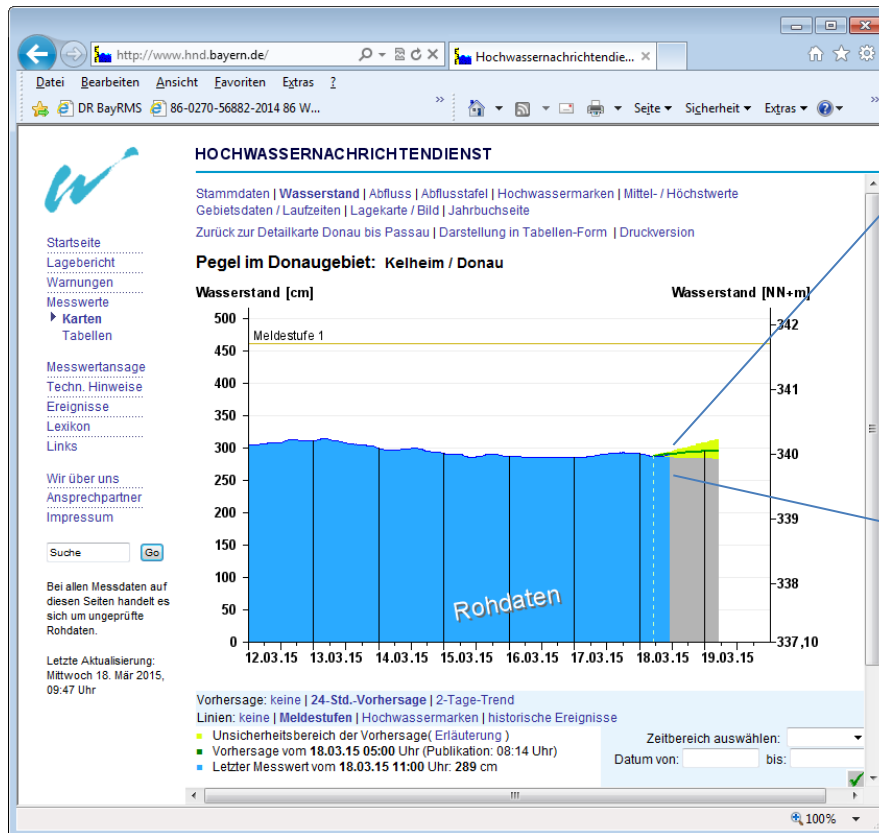 http://www.hnd.bayern.de/
Hochwassernachrichtendie...
Datei Bearbeiten Ansicht Favoriten Extras ?
DR BayRMS 86-0270-56882-2014 86 W... » Seite Sicherheit Extras »
HOCHWASSERNACHRICHTENDIENST
Stammdaten | Wasserstand | Abfluss | Abflusstafel | Hochwassermarken | Mittel- / Höchstwerte
Gebietsdaten / Laufzeiten | Lagekarte / Bild | Jahrbuchseite
Zurück zur Detailkarte Donau bis Passau | Darstellung in Tabellen-Form | Druckversion
Startseite
Lagebericht
Warnungen
Messwerte
Karten
Tabellen
Messwertansage
Techn. Hinweise
Ereignisse
Lexikon
Links
Wir über uns
Ansprechpartner
Impressum
Suche Go
Bei allen Messdaten auf
diesen Seiten handelt es
sich um ungeprüfte
Rohdaten.
Letzte Aktualisierung:
Mittwoch 18. Mär 2015,
09:47 Uhr
Pegel im Donaugebiet: Kelheim / Donau
Wasserstand [cm] Wasserstand [NN+m]
500
450
400
350
300
250
200
150
100
50
0
Meldestufe 1
342
341
340
339
338
337,10
Rohdaten
12.03.15 13.03.15 14.03.15 15.03.15 16.03.15 17.03.15 18.03.15 19.03.15
Vorhersage: keine | 24-Std.-Vorhersage | 2-Tage-Trend
Linien: keine | Meldestufen | Hochwassermarken | historische Ereignisse
Unsicherheitsbereich der Vorhersage( Erläuterung )
Vorhersage vom 18.03.15 05:00 Uhr (Publikation: 08:14 Uhr)
Letzter Messwert vom 18.03.15 11:00 Uhr: 289 cm
Zeitbereich auswählen:
Datum von: bis:
100%